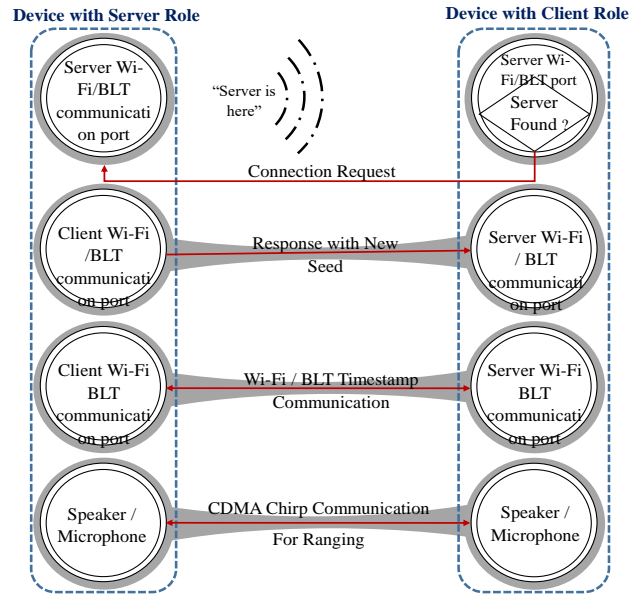 Device with Server Role
Device with Client Role
Server Wi-
Fi/BLT
communicati
on port
“Server is
here”
Server Wi-
Fi/BLT port
Server
Found ?
Connection Request
Client Wi-Fi
/BLT
communicati
on port
Response with New
Seed
Server Wi-Fi
/ BLT
communicati
on port
Client Wi-Fi
BLT
communicati
on port
Wi-Fi / BLT Timestamp
Communication
Server Wi-Fi
BLT
communicati
on port
Speaker /
Microphone
CDMA Chirp Communication
For Ranging
Speaker /
Microphone